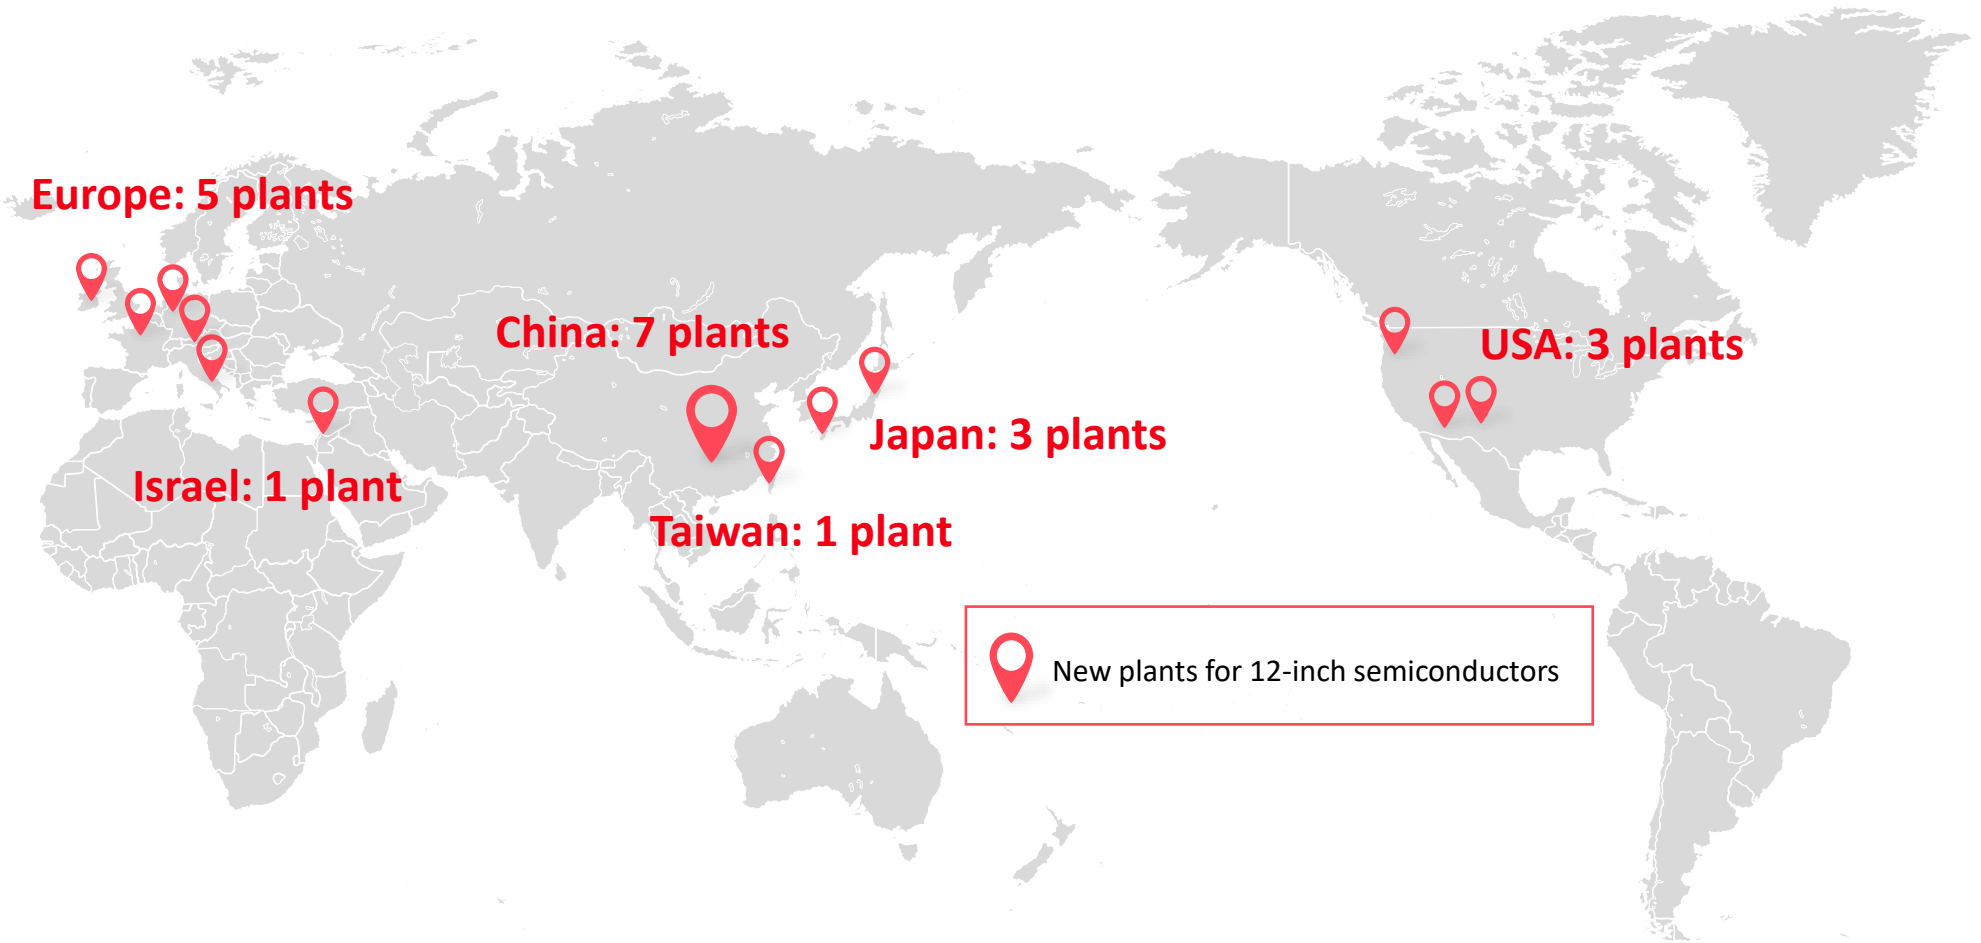 Europe: 5 plants
China: 7 plants
USA: 3 plants
Japan: 3 plants
Israel: 1 plant
Taiwan: 1 plant
New plants for 12-inch semiconductors